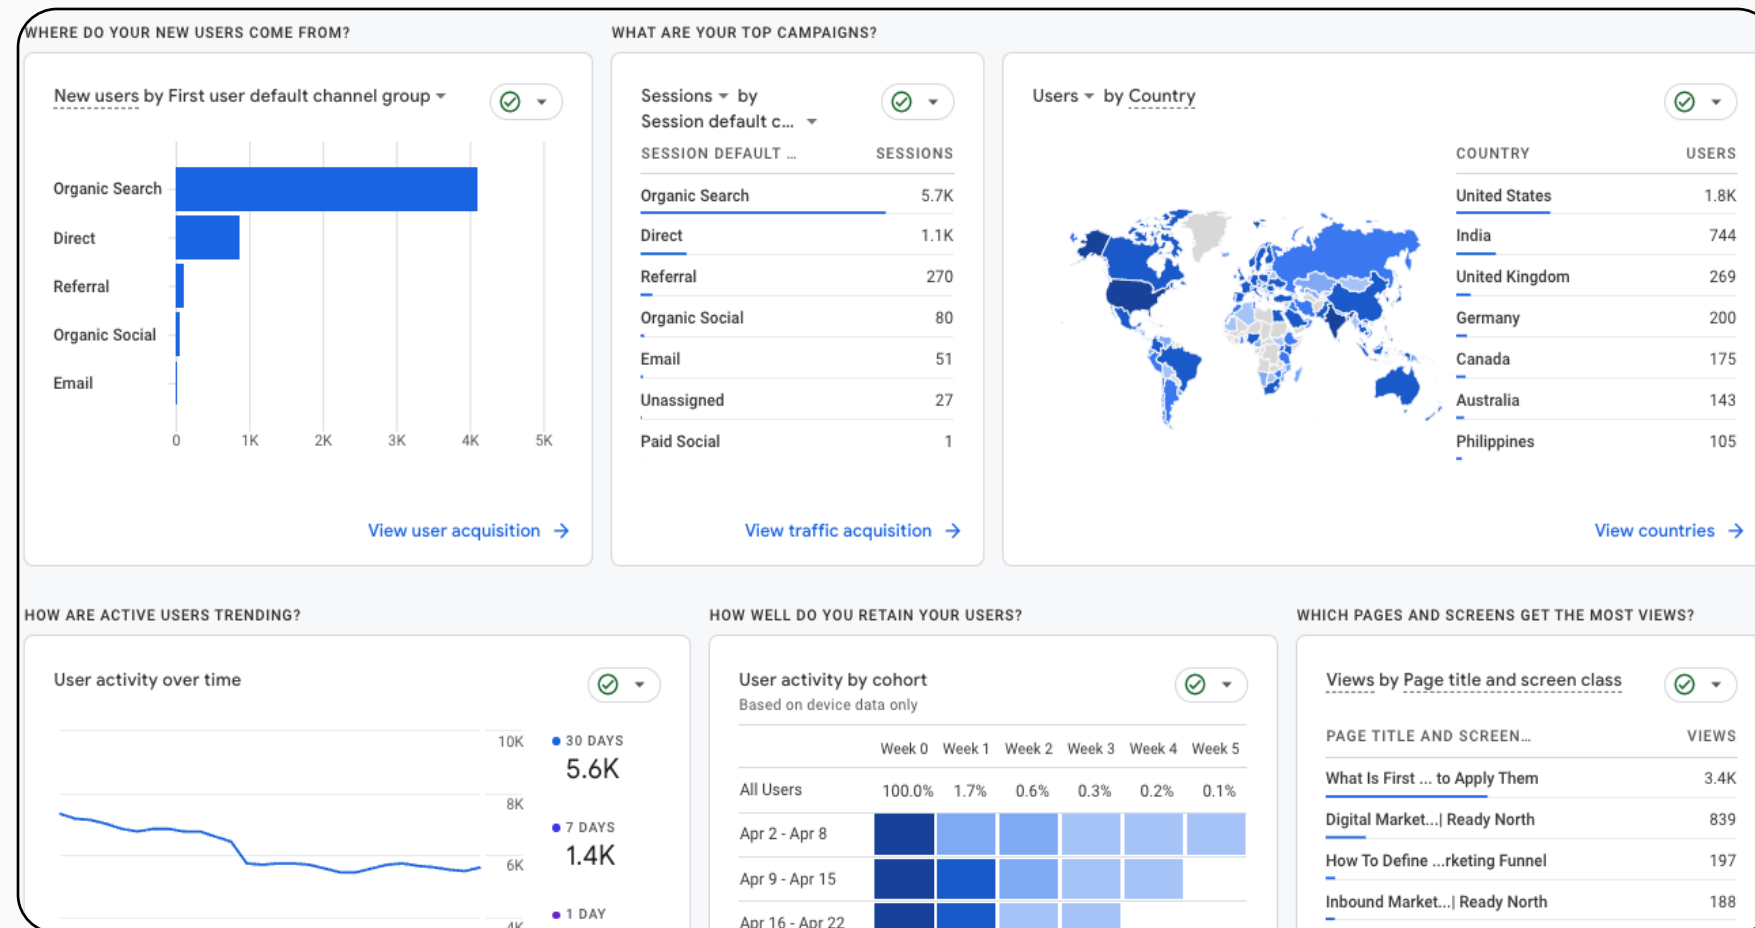 WHERE DO YOUR NEW USERS COME FROM?
New users by First user default channel group
Organic Search
Direct
Referral
Organic Social
Email
0 1K 2K 3K 4K 5K
View user acquisition
WHAT ARE YOUR TOP CAMPAIGNS?
Sessions by
Session default c...
SESSION DEFAULT ... SESSIONS
Organic Search 5.7K
Direct 1.1K
Referral 270
Organic Social 80
Email 51
Unassigned 27
Paid Social 1
View traffic acquisition
Users by Country
COUNTRY USERS
United States 1.8K
India 744
United Kingdom 269
Germany 200
Canada 175
Australia 143
Philippines 105
View countries
HOW ARE ACTIVE USERS TRENDING?
User activity over time
10K
8K
6K
4K
30 DAYS
5.6K
7 DAYS
1.4K
1 DAY
HOW WELL DO YOU RETAIN YOUR USERS?
User activity by cohort
Based on device data only
Week 0 Week 1 Week 2 Week 3 Week 4 Week 5
All Users 100.0% 1.7% 0.6% 0.3% 0.2% 0.1%
Apr 2 - Apr 8
Apr 9 - Apr 15
Apr 16 - Apr 22
WHICH PAGES AND SCREENS GET THE MOST VIEWS?
Views by Page title and screen class
PAGE TITLE AND SCREEN... VIEWS
What Is First ... to Apply Them 3.4K
Digital Market...| Ready North 839
How To Define ...rketing Funnel 197
Inbound Market...| Ready North 188